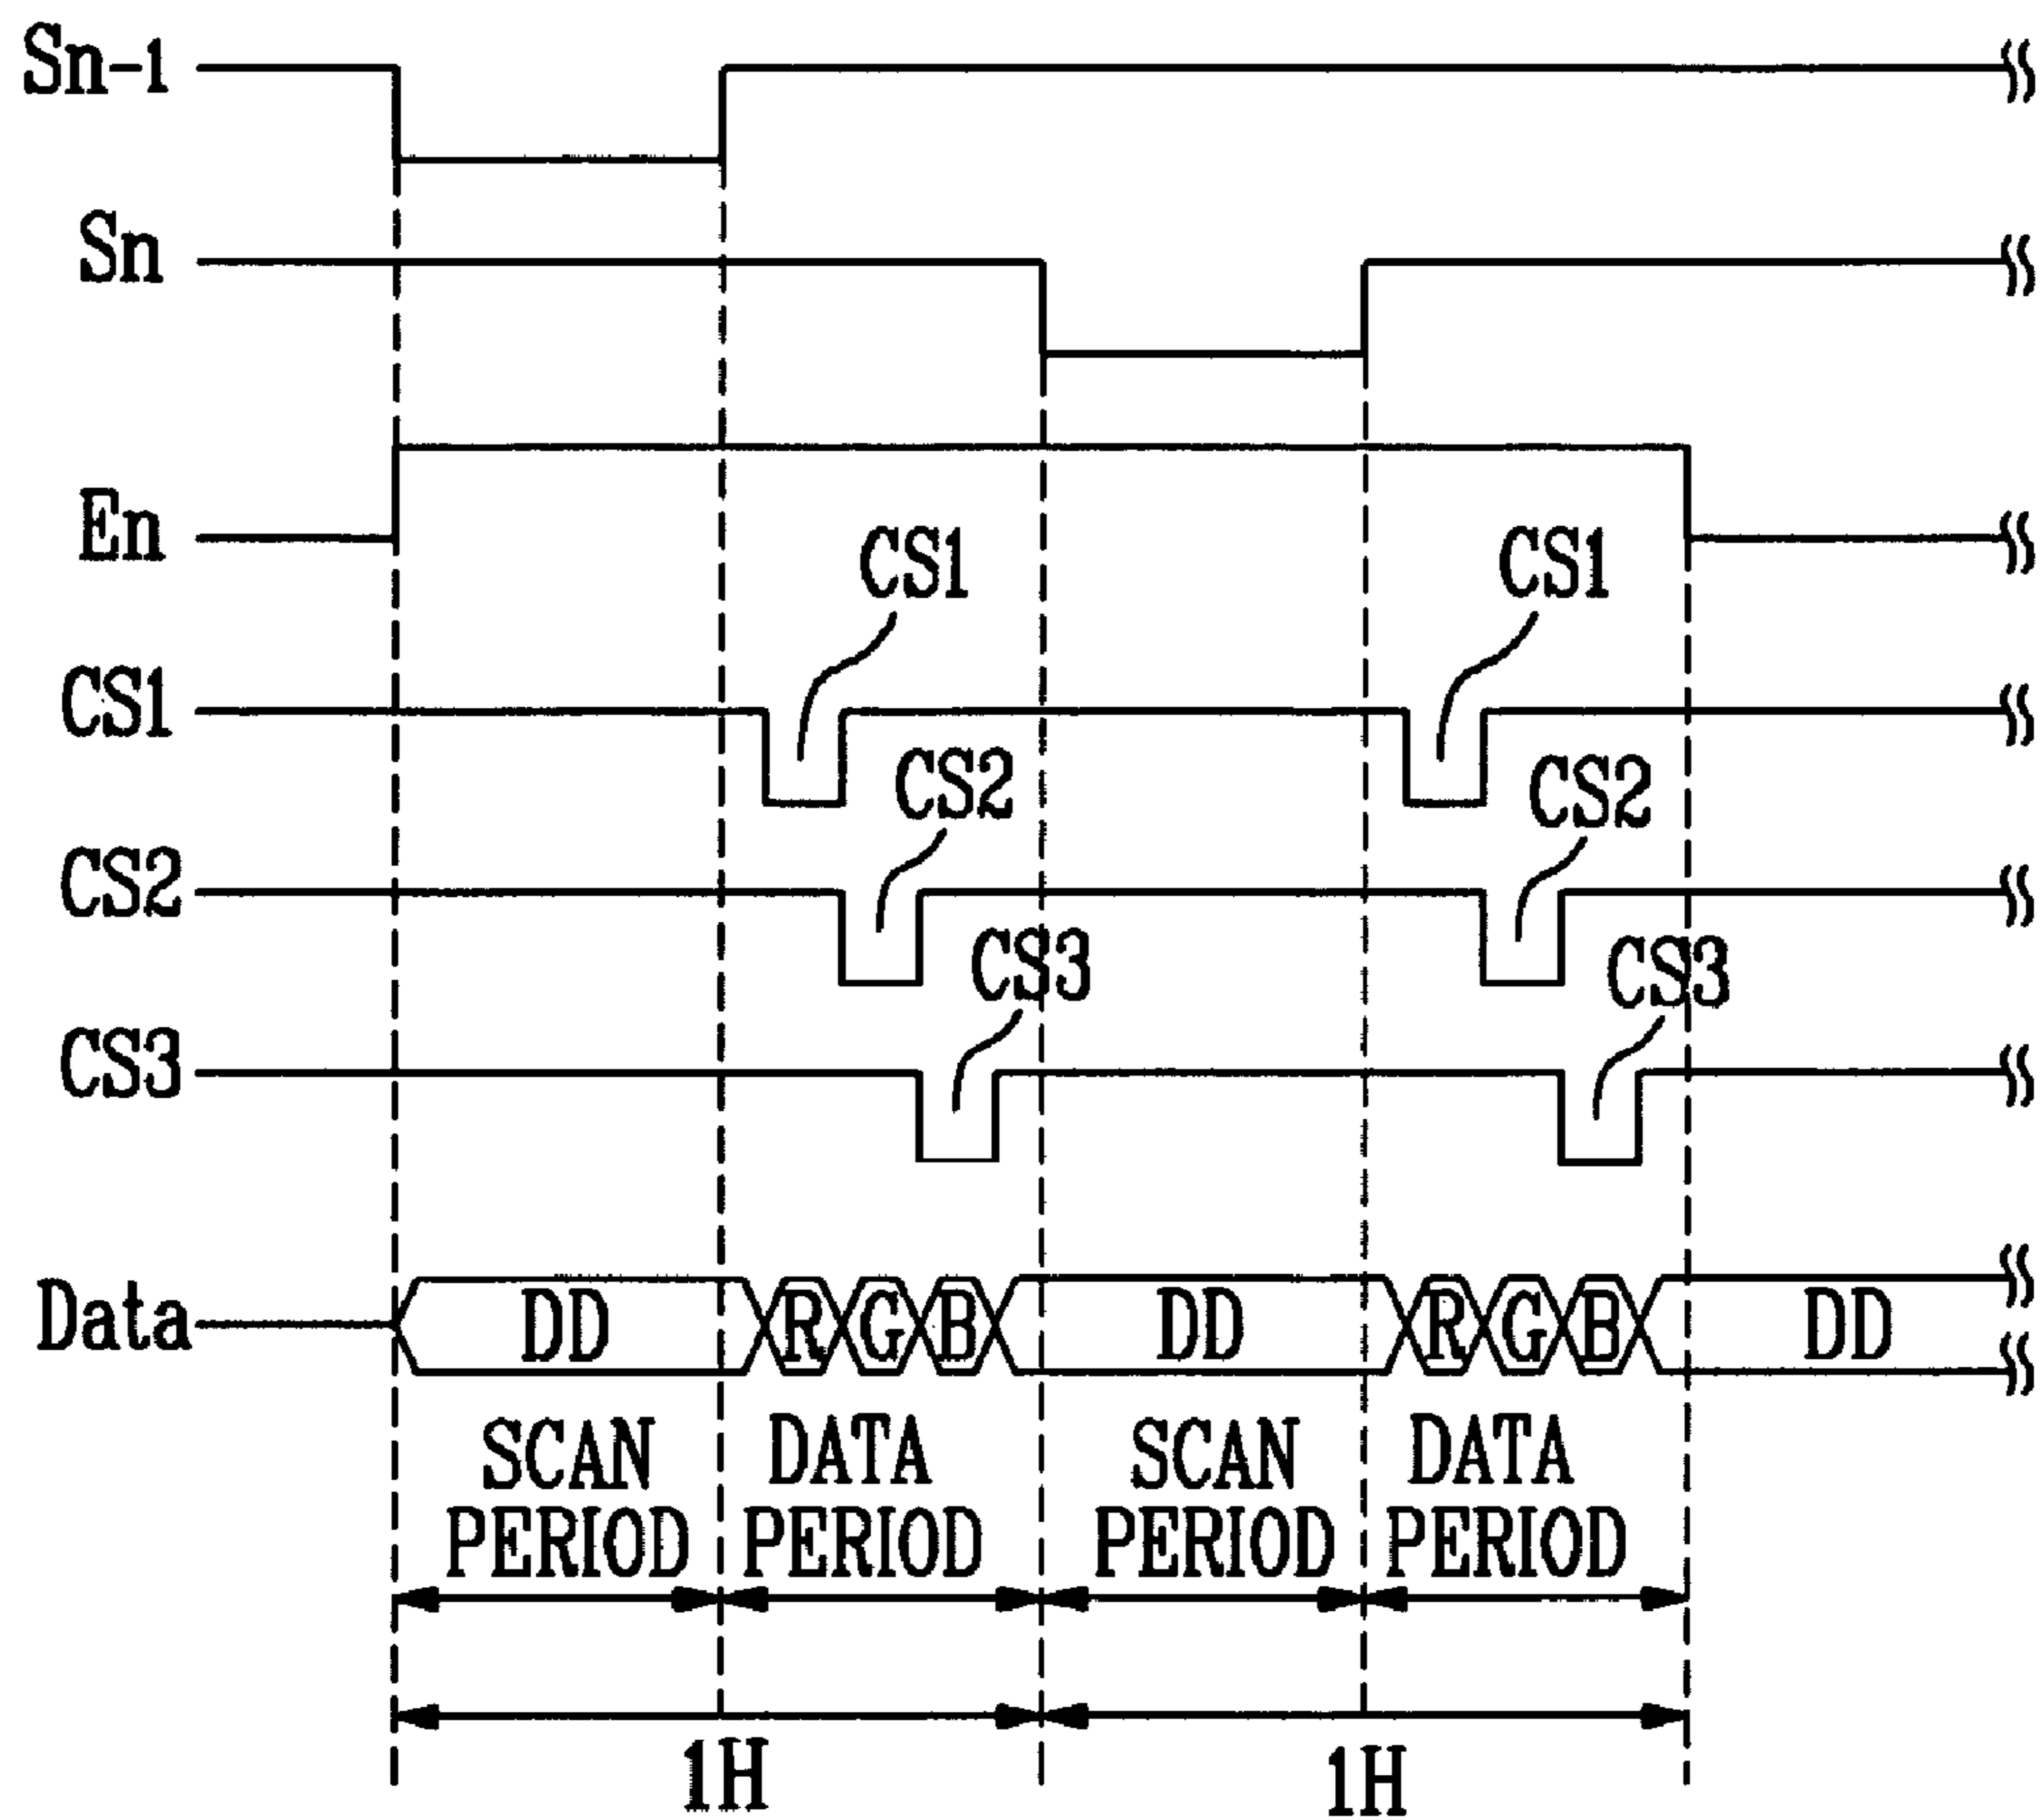 Sn-1
Sn
En
CS1
CS1
CS1
CS2
CS2
CS2
CS3
CS3
CS3
Data
DD
R
G
B
DD
R
G
B
DD
SCAN PERIOD
DATA PERIOD
SCAN PERIOD
DATA PERIOD
1H
1H